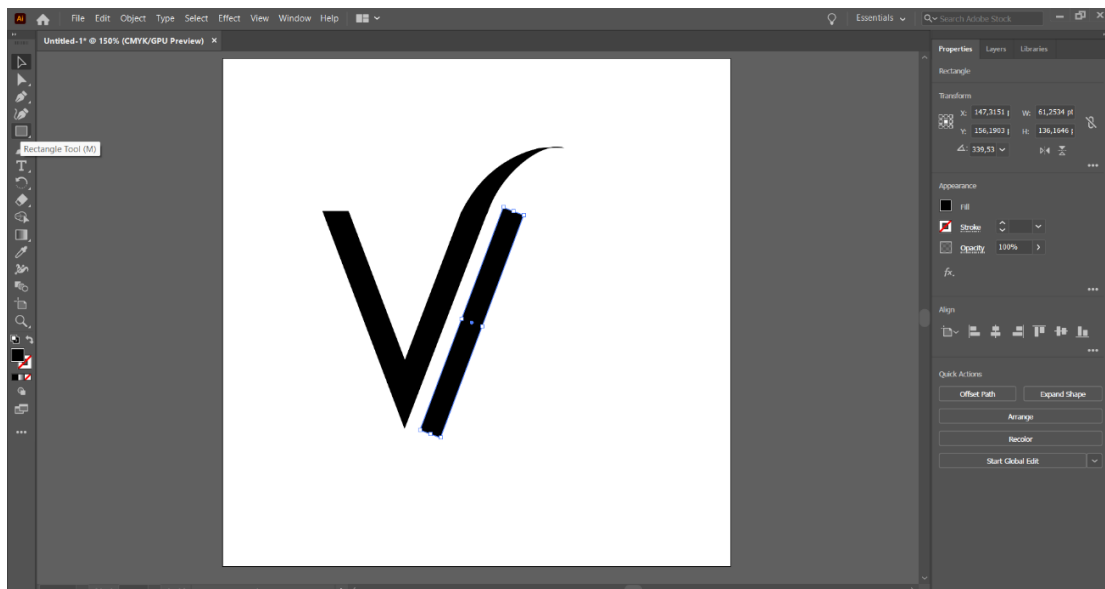 Ai File Edit Object Type Select Effect View Window Help Essentials Search Adobe Stock
Untitled-1* @ 150% (CMYK/GPU Preview) ×
Properties Layers Libraries
Rectangle
Transform
X: 147,3151 p W: 61,2534 pt
Y: 156,1903 p H: 136,1646 p
339,53
Rectangle Tool (M)
T
Appearance
Fill
Stroke
Opacity 100%
fx.
Align
Quick Actions
Offset Path Expand Shape
Arrange
Recolor
Start Global Edit